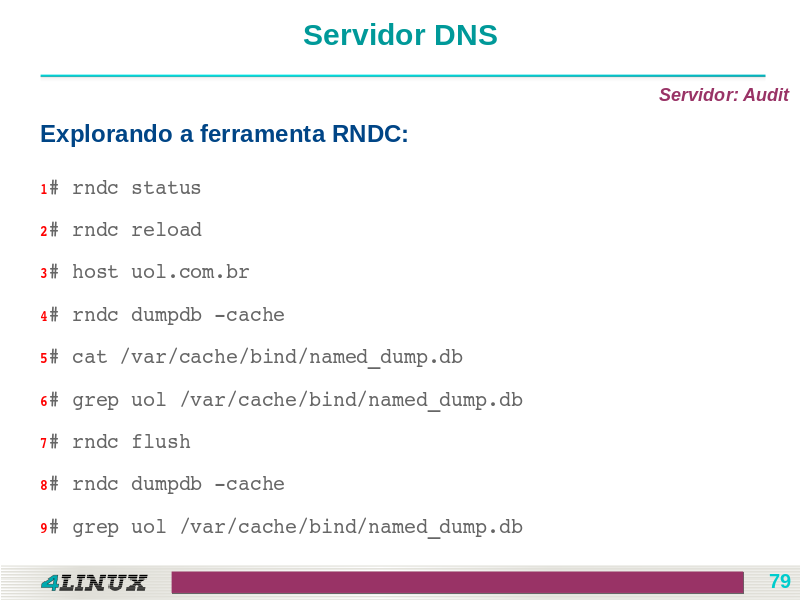 Servidor DNS
Servidor: Audit
Explorando a ferramenta RNDC:
1# rndc status
2# rndc reload
3# host uol.com.br
4# rndc dumpdb -cache
5# cat /var/cache/bind/named_dump.db
6# grep uol /var/cache/bind/named_dump.db
7# rndc flush
8# rndc dumpdb -cache
9# grep uol /var/cache/bind/named_dump.db
4LINUX
79